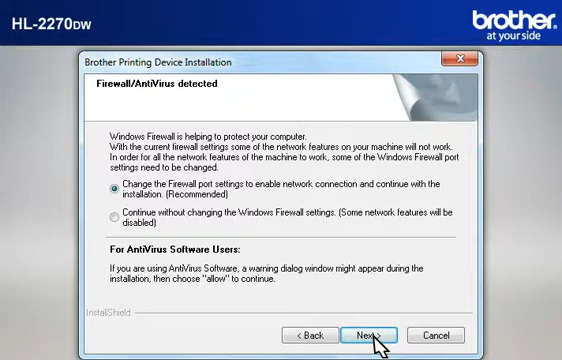 HL-2270DW
brother
at your side
Brother Printing Device Installation
Firewall/AntiVirus detected
Windows Firewall is helping to protect your computer.
With the current firewall settings some of the network features on your machine will not work.
In order for all the network features of the machine to work, some of the Windows Firewall port
settings need to be changed.
Change the Firewall port settings to enable network connection and continue with the
installation. (Recommended)
Continue without changing the Windows Firewall settings. (Some network features will be
disabled)
For AntiVirus Software Users:
If you are using AntiVirus Software, a warning dialog window might appear during the
installation, then choose "allow" to continue.
InstallShield
< Back
Next >
Cancel